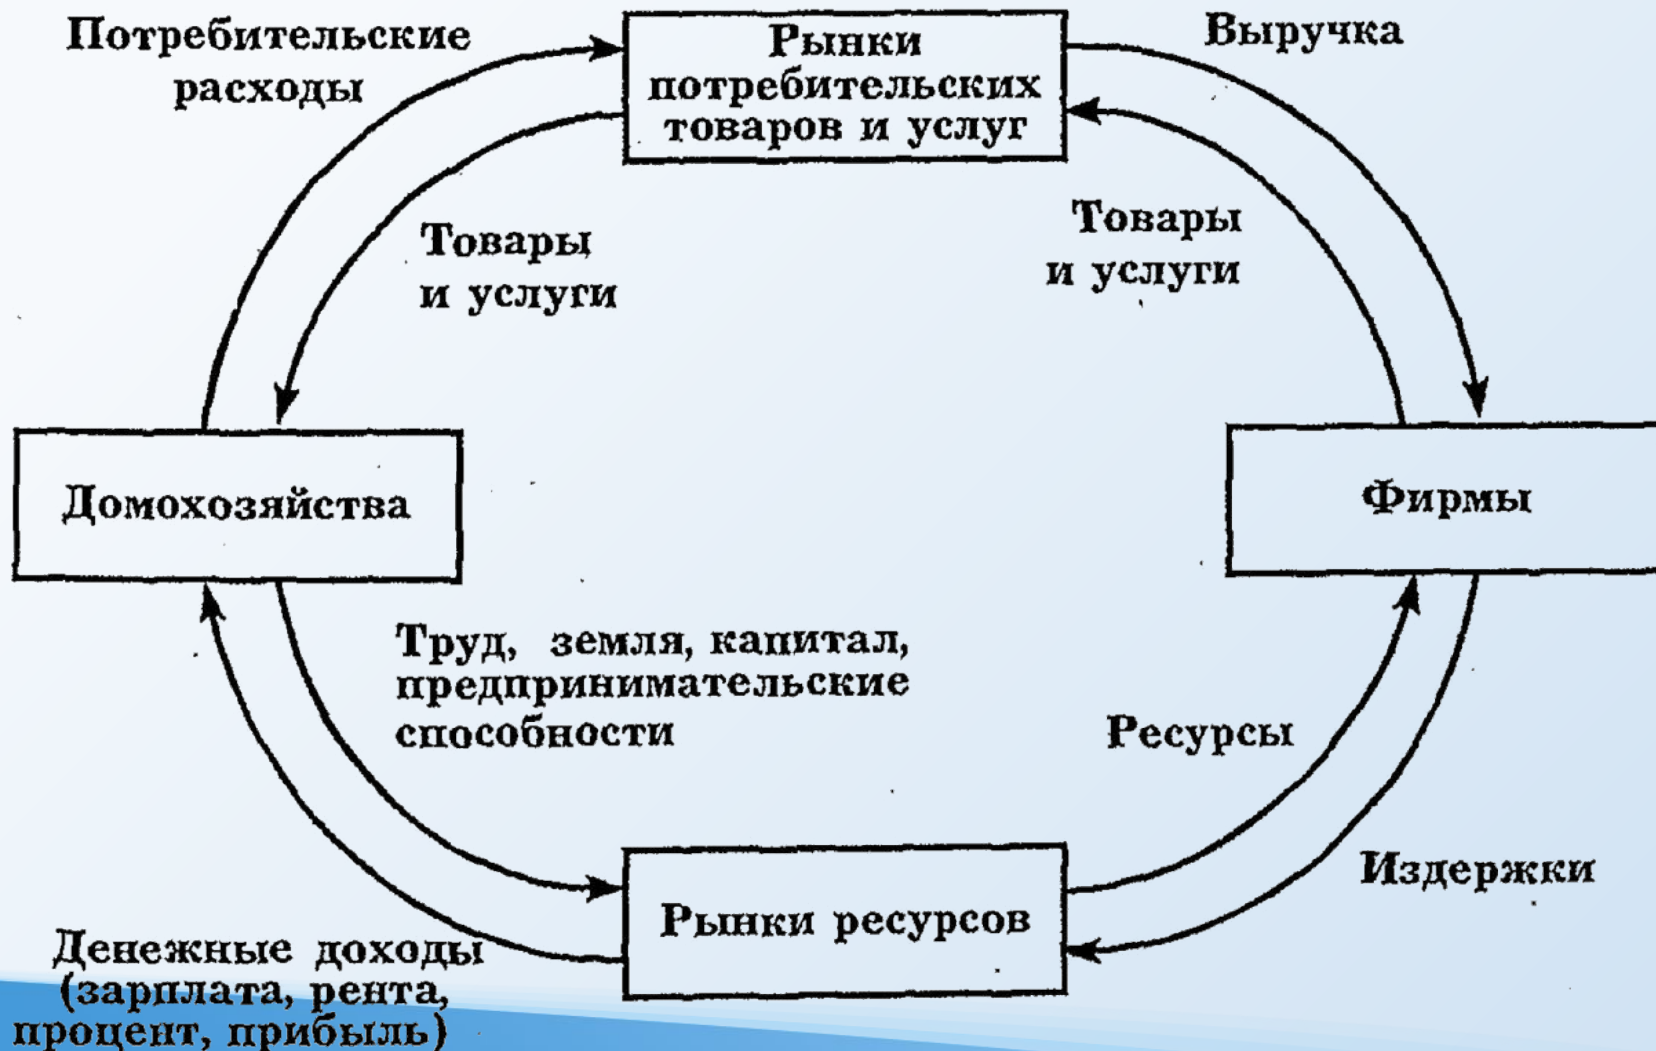 Потребительские
расходы
Рынки
потребительских
товаров и услуг
Выручка
Товары
и услуги
Товары
и услуги
Домохозяйства
Фирмы
Труд, земля, капитал,
предпринимательские
способности
Ресурсы
Издержки
Рынки ресурсов
Денежные доходы
(зарплата, рента,
процент, прибыль)